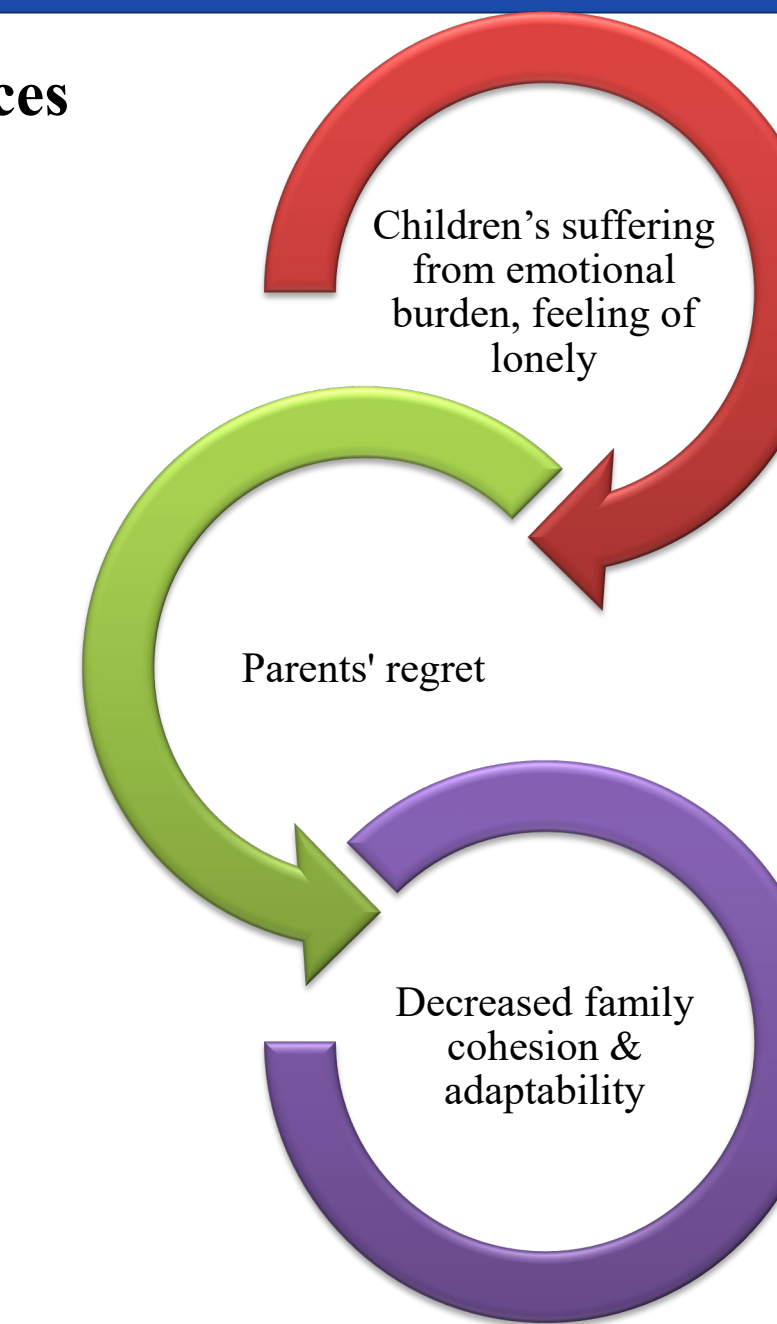 ces
Children’s suffering
from emotional
burden, feeling of
lonely
Parents' regret
Decreased family
cohesion &
adaptability